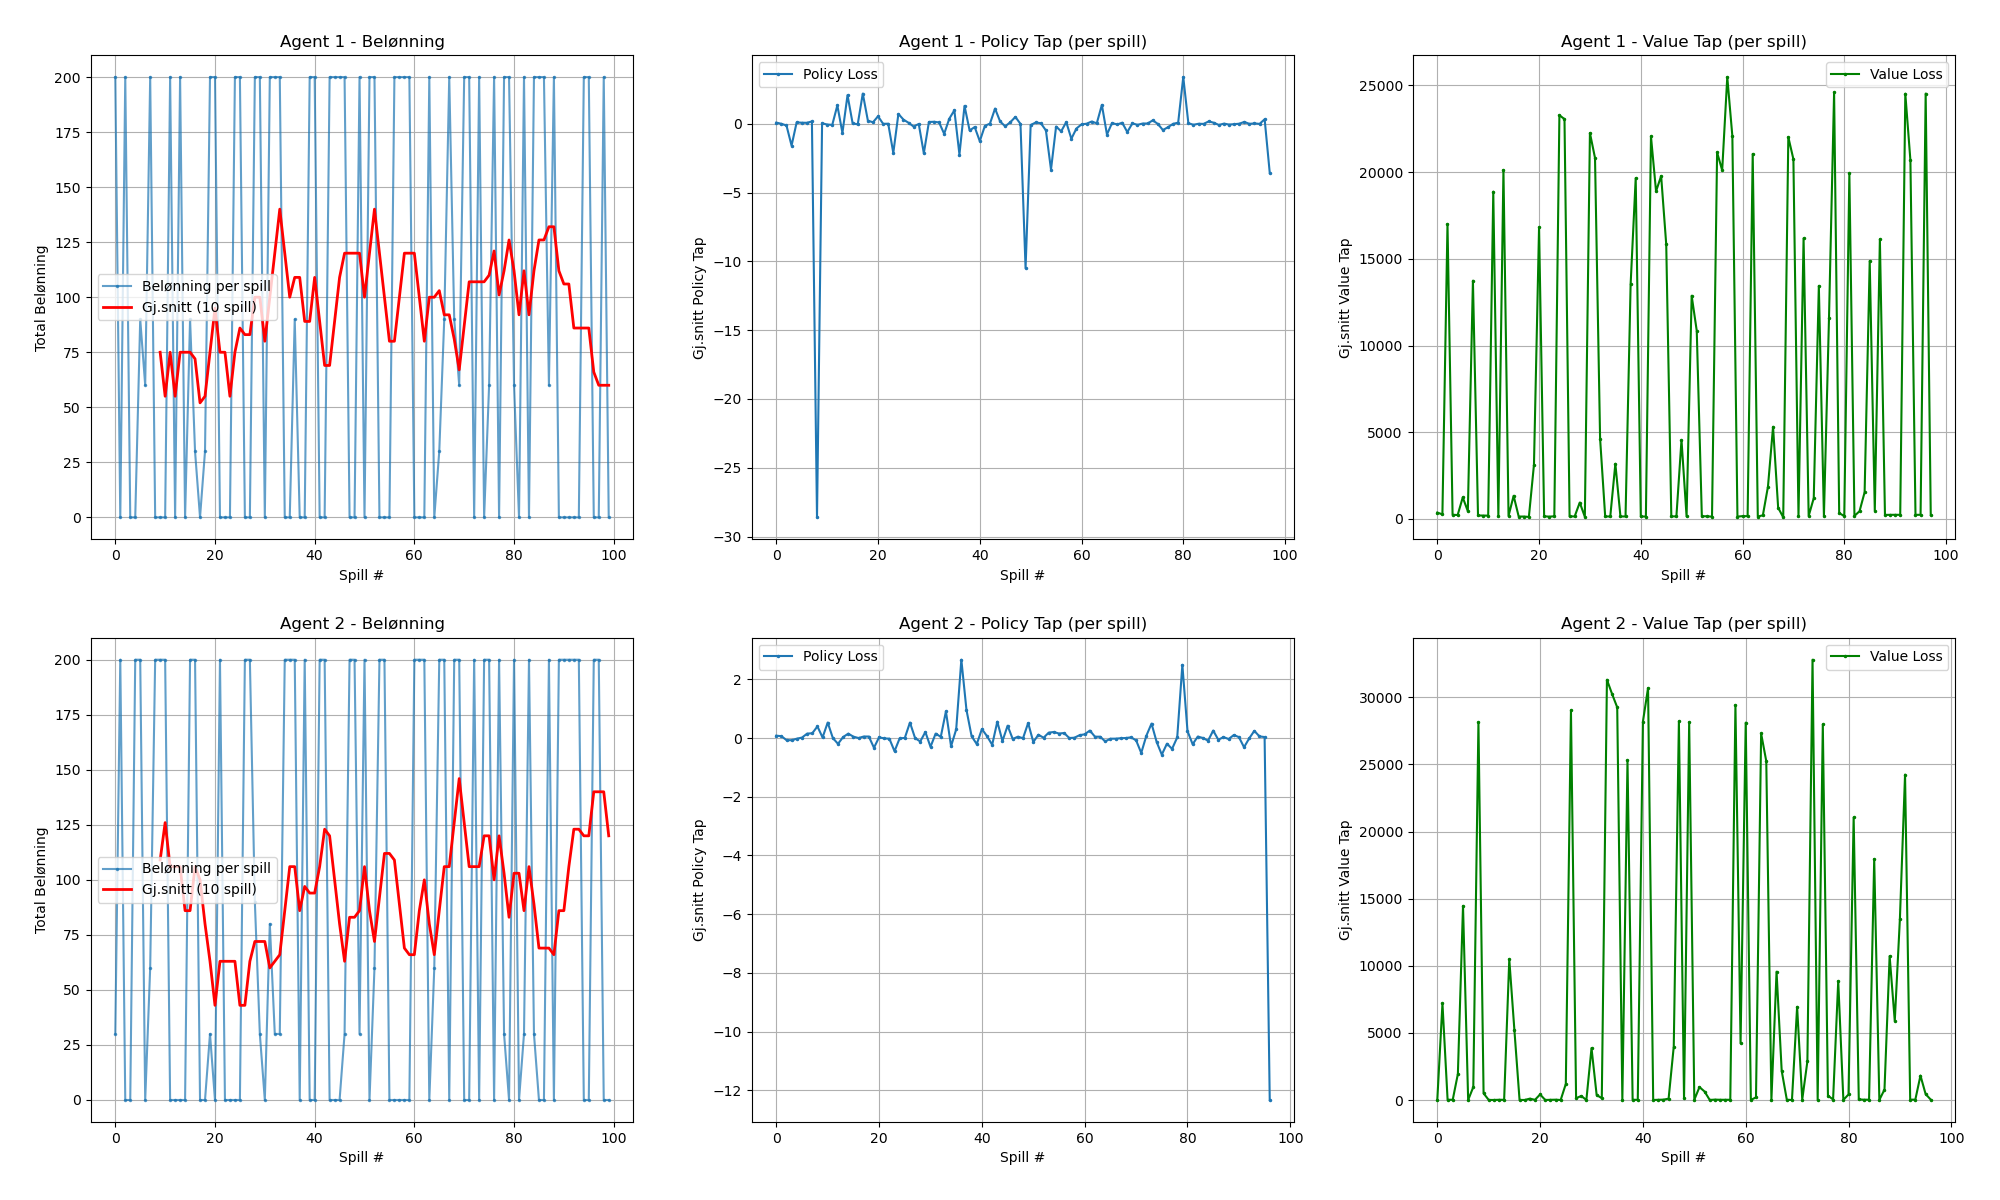 Agent 1 - Belønning
Total Belønning
200
175
150
125
100
75
50
25
0
Belønning per spill
Gj.snitt (10 spill)
0 20 40 60 80 100
Spill #
Agent 1 - Policy Tap (per spill)
Gj.snitt Policy Tap
0
−5
−10
−15
−20
−25
−30
Policy Loss
0 20 40 60 80 100
Spill #
Agent 1 - Value Tap (per spill)
Gj.snitt Value Tap
25000
20000
15000
10000
5000
0
Value Loss
0 20 40 60 80 100
Spill #
Agent 2 - Belønning
Total Belønning
200
175
150
125
100
75
50
25
0
Belønning per spill
Gj.snitt (10 spill)
0 20 40 60 80 100
Spill #
Agent 2 - Policy Tap (per spill)
Gj.snitt Policy Tap
2
0
−2
−4
−6
−8
−10
−12
Policy Loss
0 20 40 60 80 100
Spill #
Agent 2 - Value Tap (per spill)
Gj.snitt Value Tap
30000
25000
20000
15000
10000
5000
0
Value Loss
0 20 40 60 80 100
Spill #